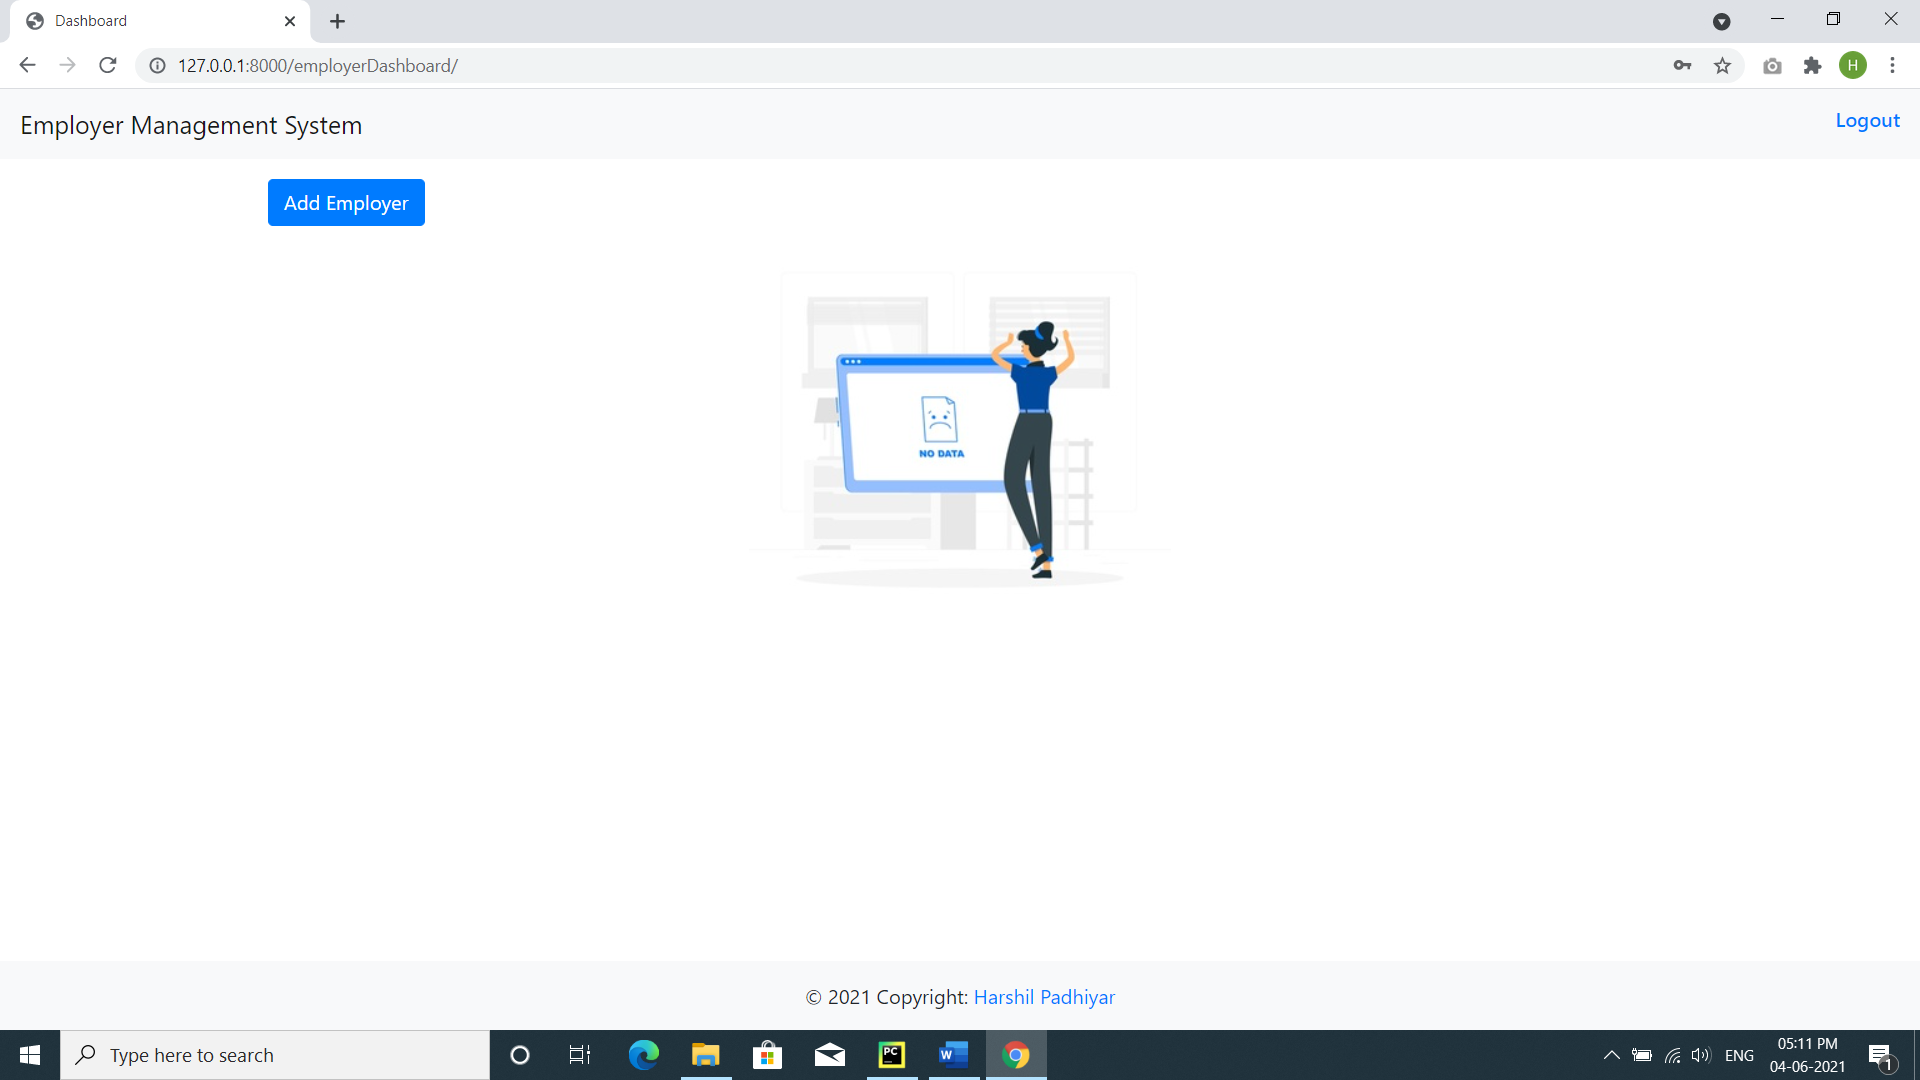 Dashboard
127.0.0.1:8000/employerDashboard/
H
Employer Management System
Logout
Add Employer
NO DATA
© 2021 Copyright: Harshil Padhiyar
Type here to search
PC
W
ENG
05:11 PM
04-06-2021
1